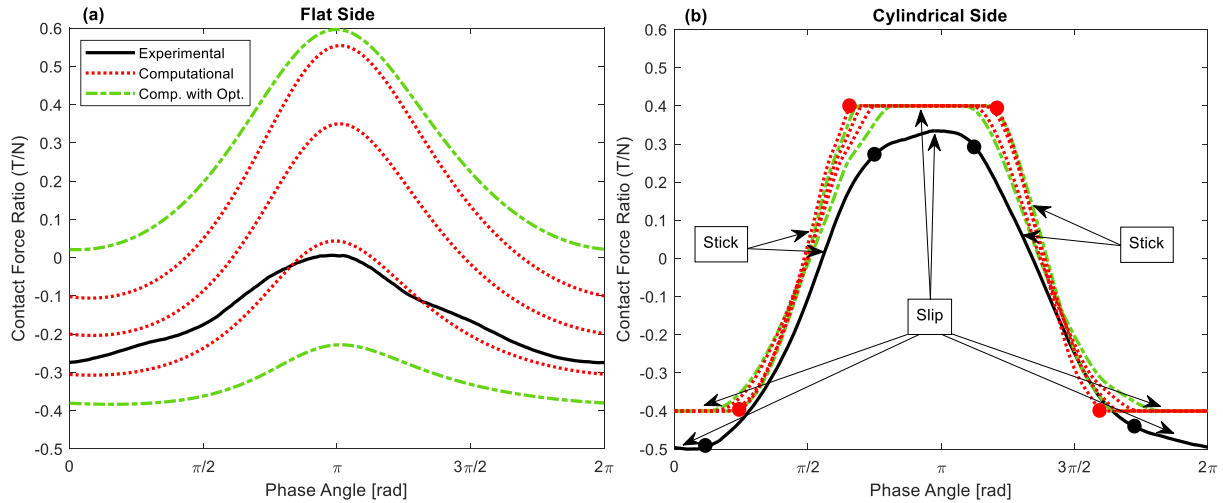 (a)
Flat Side
0.6
0.5
0.4
0.3
0.2
0.1
0
-0.1
-0.2
-0.3
-0.4
-0.5
Contact Force Ratio (T/N)
Experimental
Computational
Comp. with Opt.
0
π/2
π
3π/2
2π
Phase Angle [rad]
(b)
Cylindrical Side
0.6
0.5
0.4
0.3
0.2
0.1
0
-0.1
-0.2
-0.3
-0.4
-0.5
Contact Force Ratio (T/N)
Stick
Stick
Slip
0
π/2
π
3π/2
2π
Phase Angle [rad]